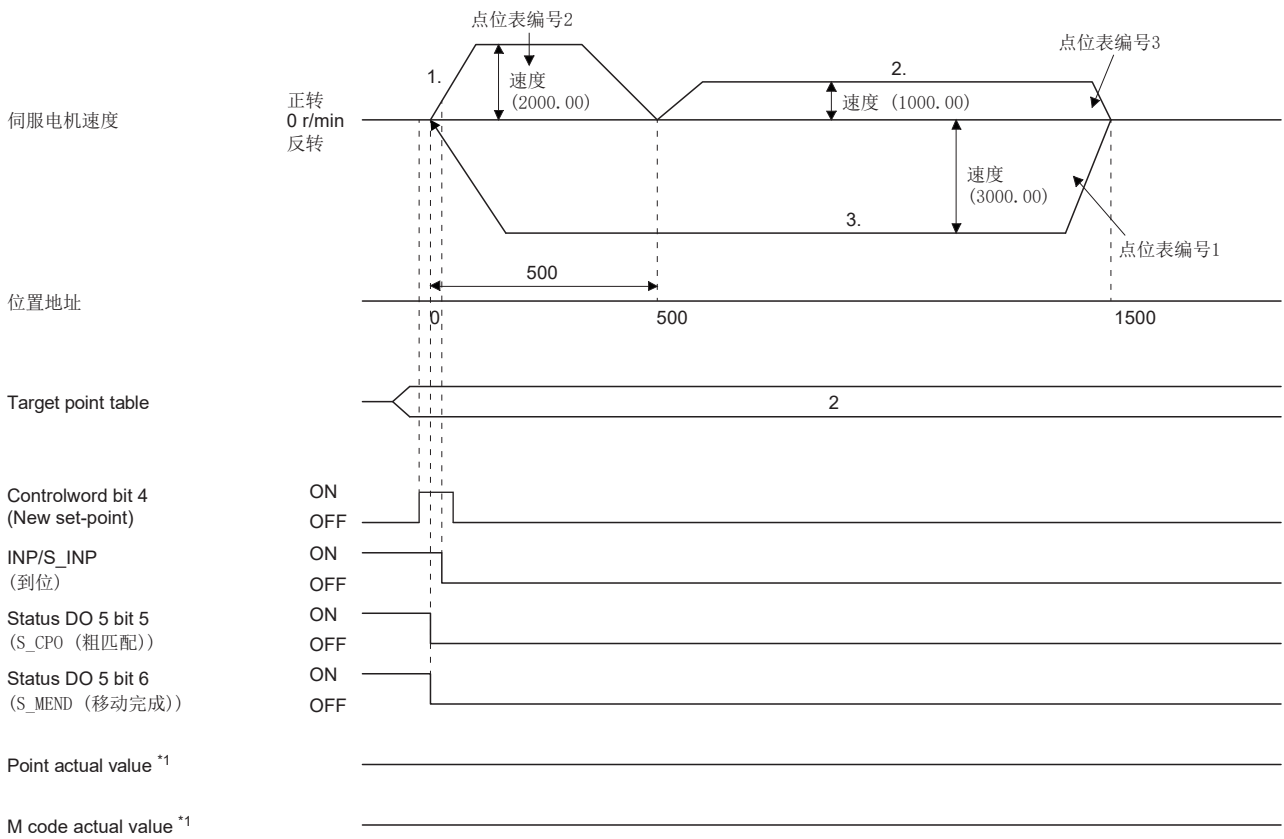 点位表编号2
点位表编号3
1.
2.
速度
(2000.00)
速度 (1000.00)
伺服电机速度
正转
0 r/min
反转
速度
(3000.00)
3.
点位表编号1
500
位置地址
0
500
1500
Target point table
2
Controlword bit 4
(New set-point)
ON
OFF
INP/S_INP
(到位)
ON
OFF
Status DO 5 bit 5
(S_CPO (粗匹配))
ON
OFF
Status DO 5 bit 6
(S_MEND (移动完成))
ON
OFF
Point actual value *1
M code actual value *1